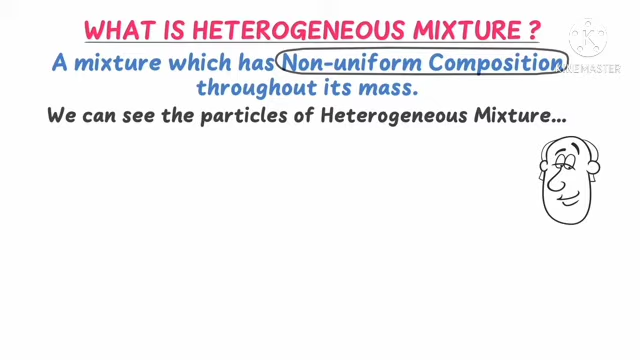 WHAT IS HETEROGENEOUS MIXTURE ?
A mixture which has Non-uniform Composition
throughout its mass.
We can see the particles of Heterogeneous Mixture...